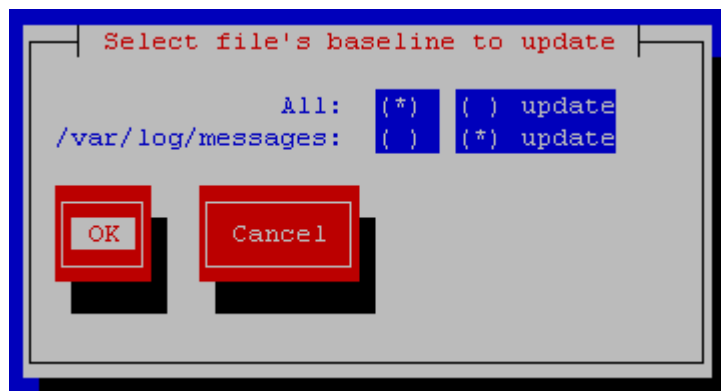 Select file's baseline to update
All: (*) ( ) update
/var/log/messages: ( ) (*) update
OK Cancel